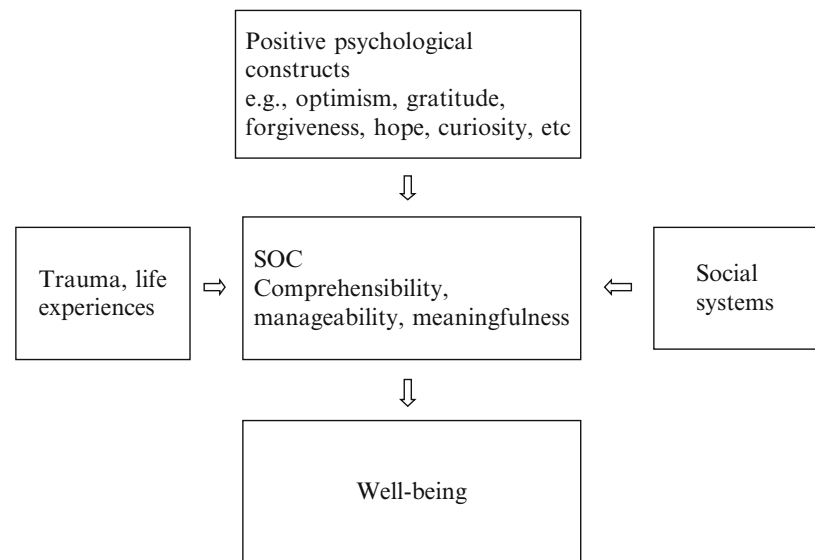 Positive psychological
constructs
e.g., optimism, gratitude,
forgiveness, hope, curiosity, etc
Trauma, life
experiences
SOC
Comprehensibility,
manageability, meaningfulness
Social
systems
Well-being